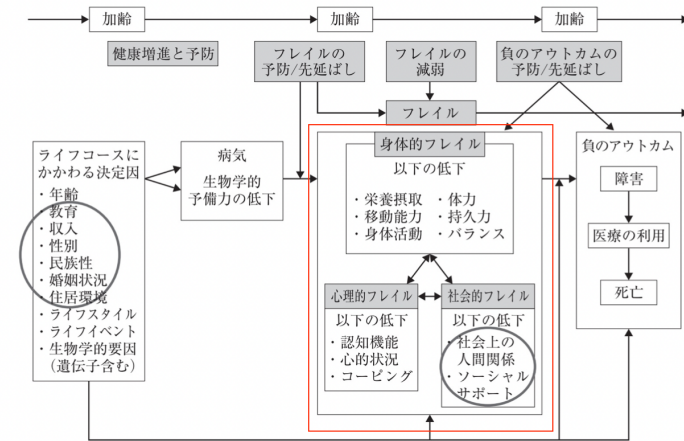 加齢
加齢
加齢
健康増進と予防
フレイルの
予防/先延ばし
フレイルの
減弱
負のアウトカムの
予防/先延ばし
フレイル
ライフコースに
かかわる決定因
・年齢
・教育
・収入
・性別
・民族性
・婚姻状況
・住居環境
・ライフスタイル
・ライフイベント
・生物学的要因
（遺伝子含む）
病気
生物学的
予備力の低下
身体的フレイル
以下の低下
・栄養摂取 ・体力
・移動能力 ・持久力
・身体活動 ・バランス
心理的フレイル
以下の低下
・認知機能
・心的状況
・コーピング
社会的フレイル
以下の低下
・社会上の
人間関係
・ソーシャル
サポート
負のアウトカム
障害
医療の利用
死亡